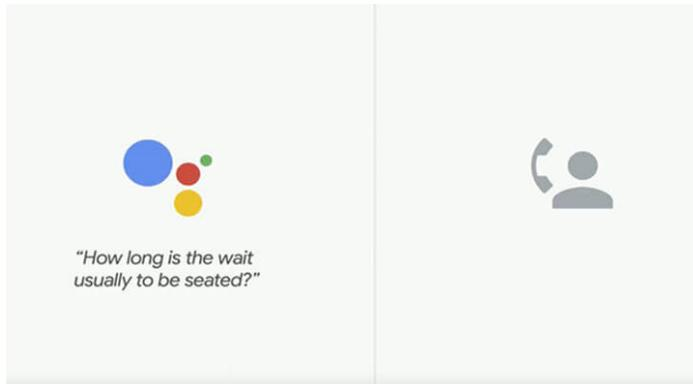 “How long is the wait
usually to be seated?”